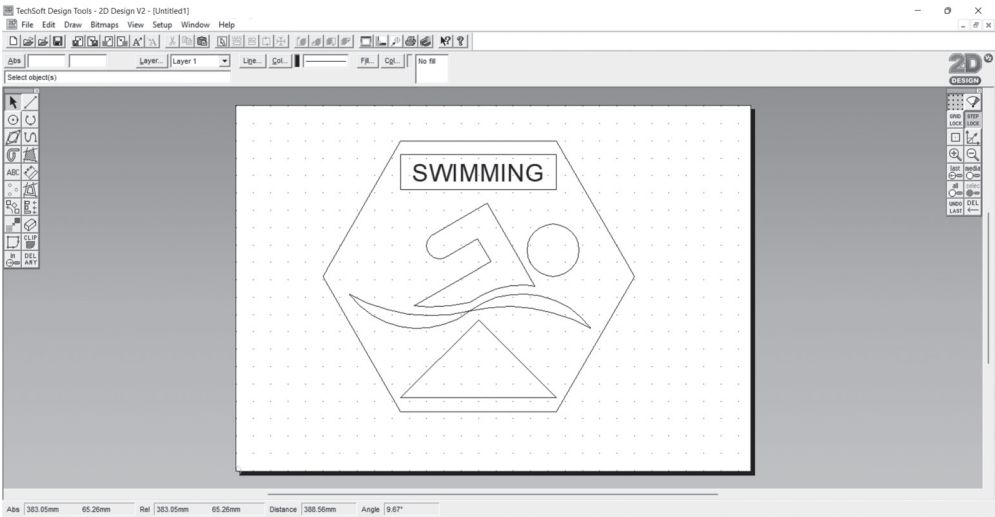 TechSoft Design Tools - 2D Design V2 - [Untitled1]
File Edit Draw Bitmaps View Setup Window Help
Abs Layer... Layer 1 Line... Col... Fill... Col... No fill
Select object(s)
2D
DESIGN
GRID LOCK STEP LOCK
ABC
last media
all selec
UNDO LAST DEL
CLIP
in DEL ANY
SWIMMING
Abs 383.05mm 65.26mm Rel 383.05mm 65.26mm Distance 388.56mm Angle 9.67°